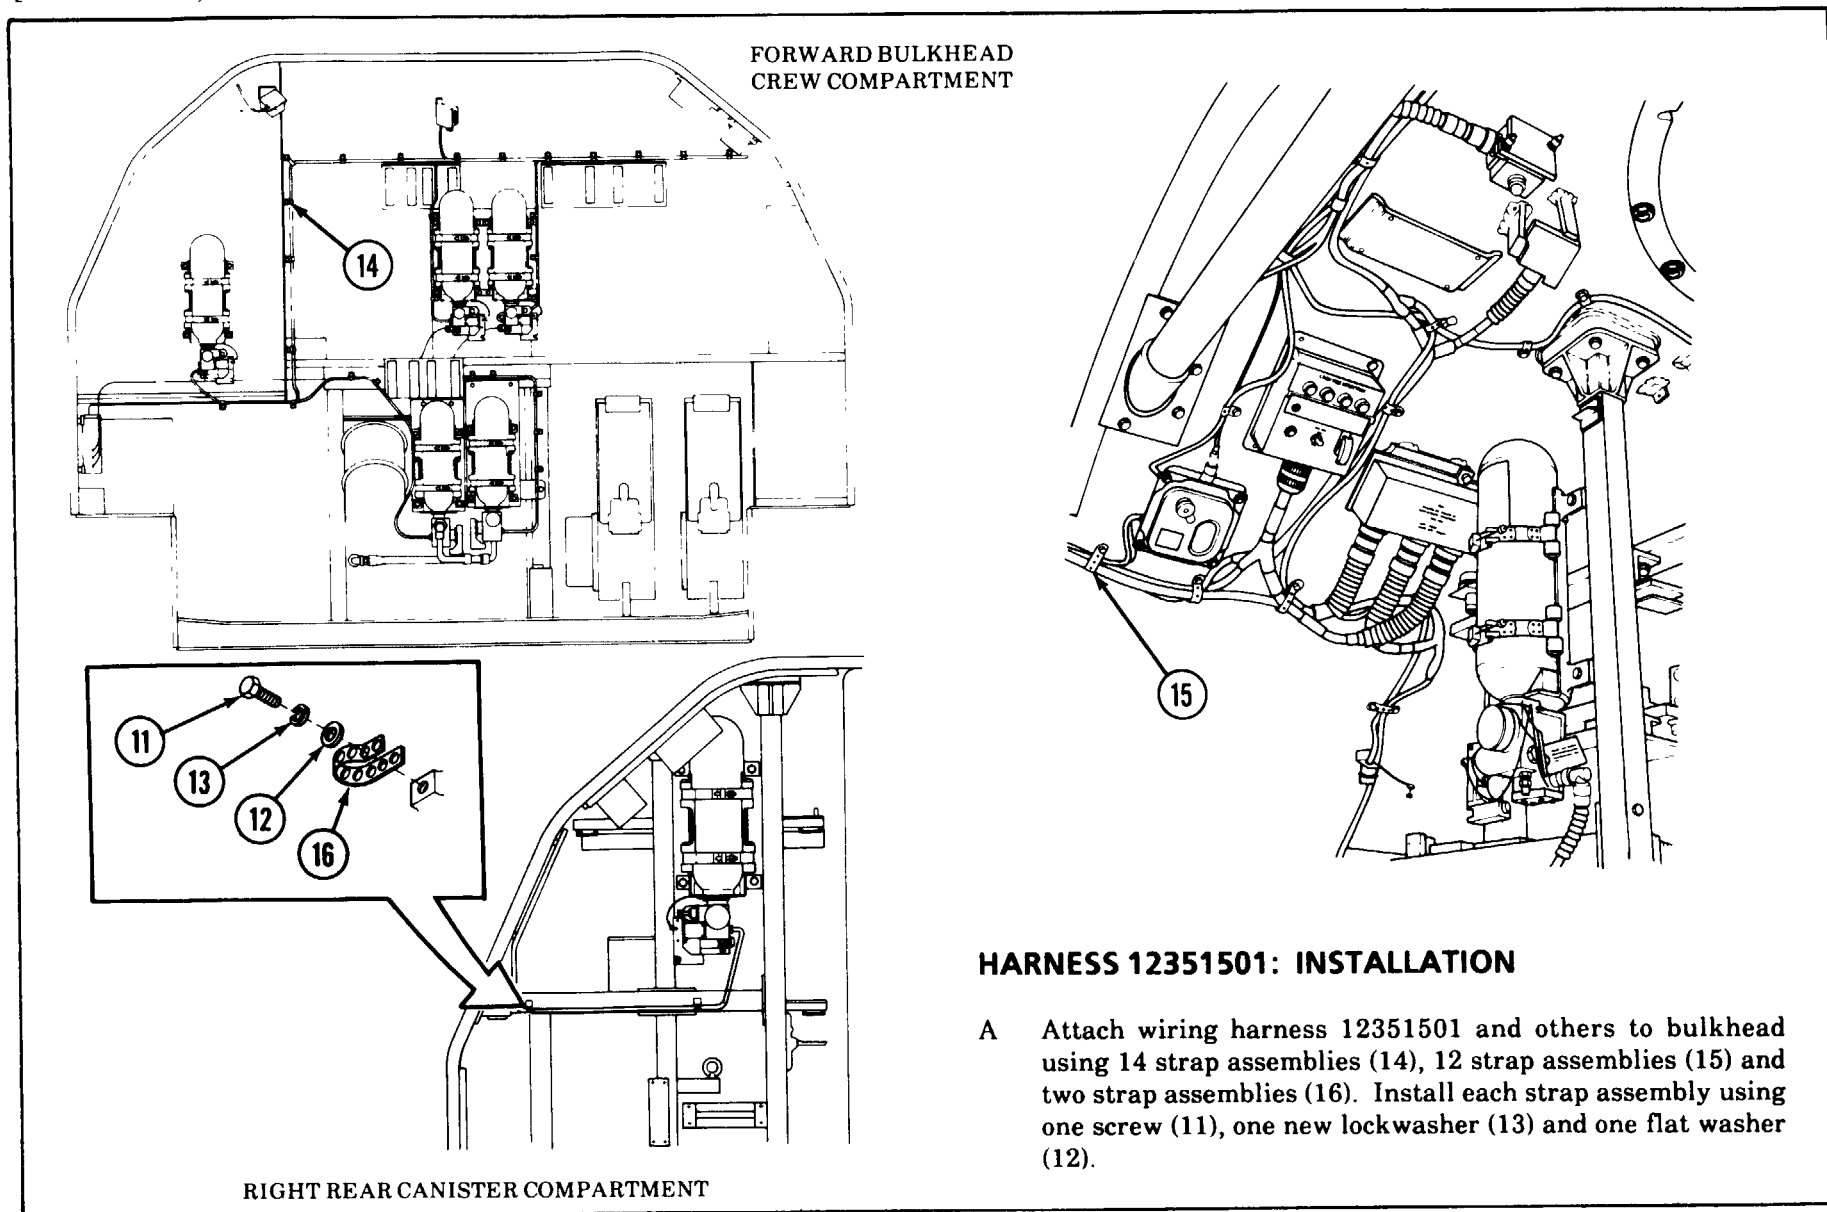 FORWARD BULKHEAD
CREW COMPARTMENT
14
15
11
13
12
16
RIGHT REAR CANISTER COMPARTMENT
HARNESS 12351501: INSTALLATION
A Attach wiring harness 12351501 and others to bulkhead
using 14 strap assemblies (14), 12 strap assemblies (15) and
two strap assemblies (16). Install each strap assembly using
one screw (11), one new lockwasher (13) and one flat washer
(12).